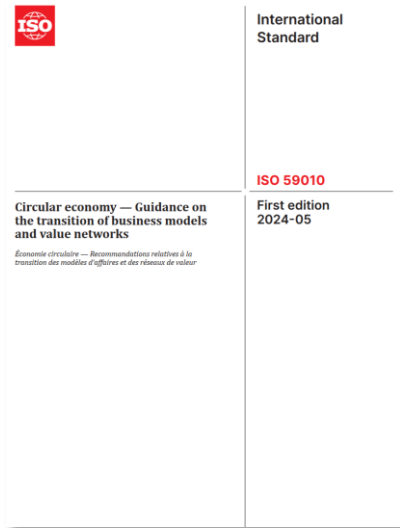 ISO
International
Standard
ISO 59010
Circular economy — Guidance on
the transition of business models
and value networks
Économie circulaire — Recommandations relatives à la
transition des modèles d'affaires et des réseaux de valeur
First edition
2024-05